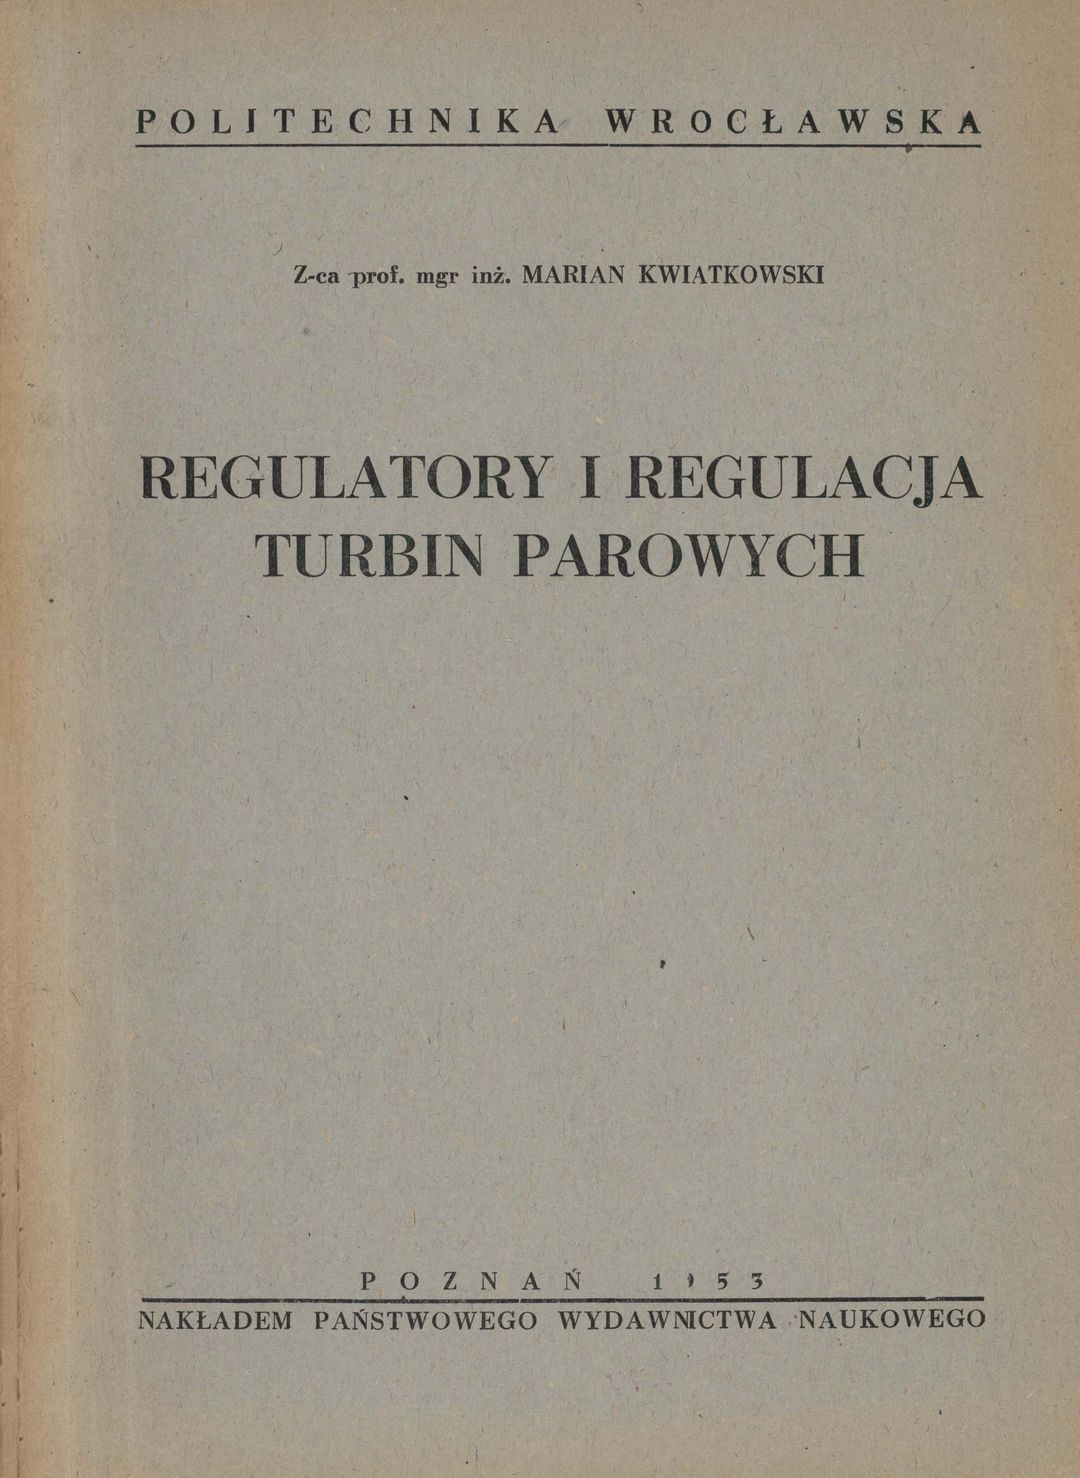 POLITECHNIKA WROCŁAWSKA
Z-ca prof. mgr inż. MARIAN KWIATKOWSKI
REGULATORY I REGULACJA
TURBIN PAROWYCH
POZNAŃ 1953
NAKŁADEM PAŃSTWOWEGO WYDAWNICTWA NAUKOWEGO